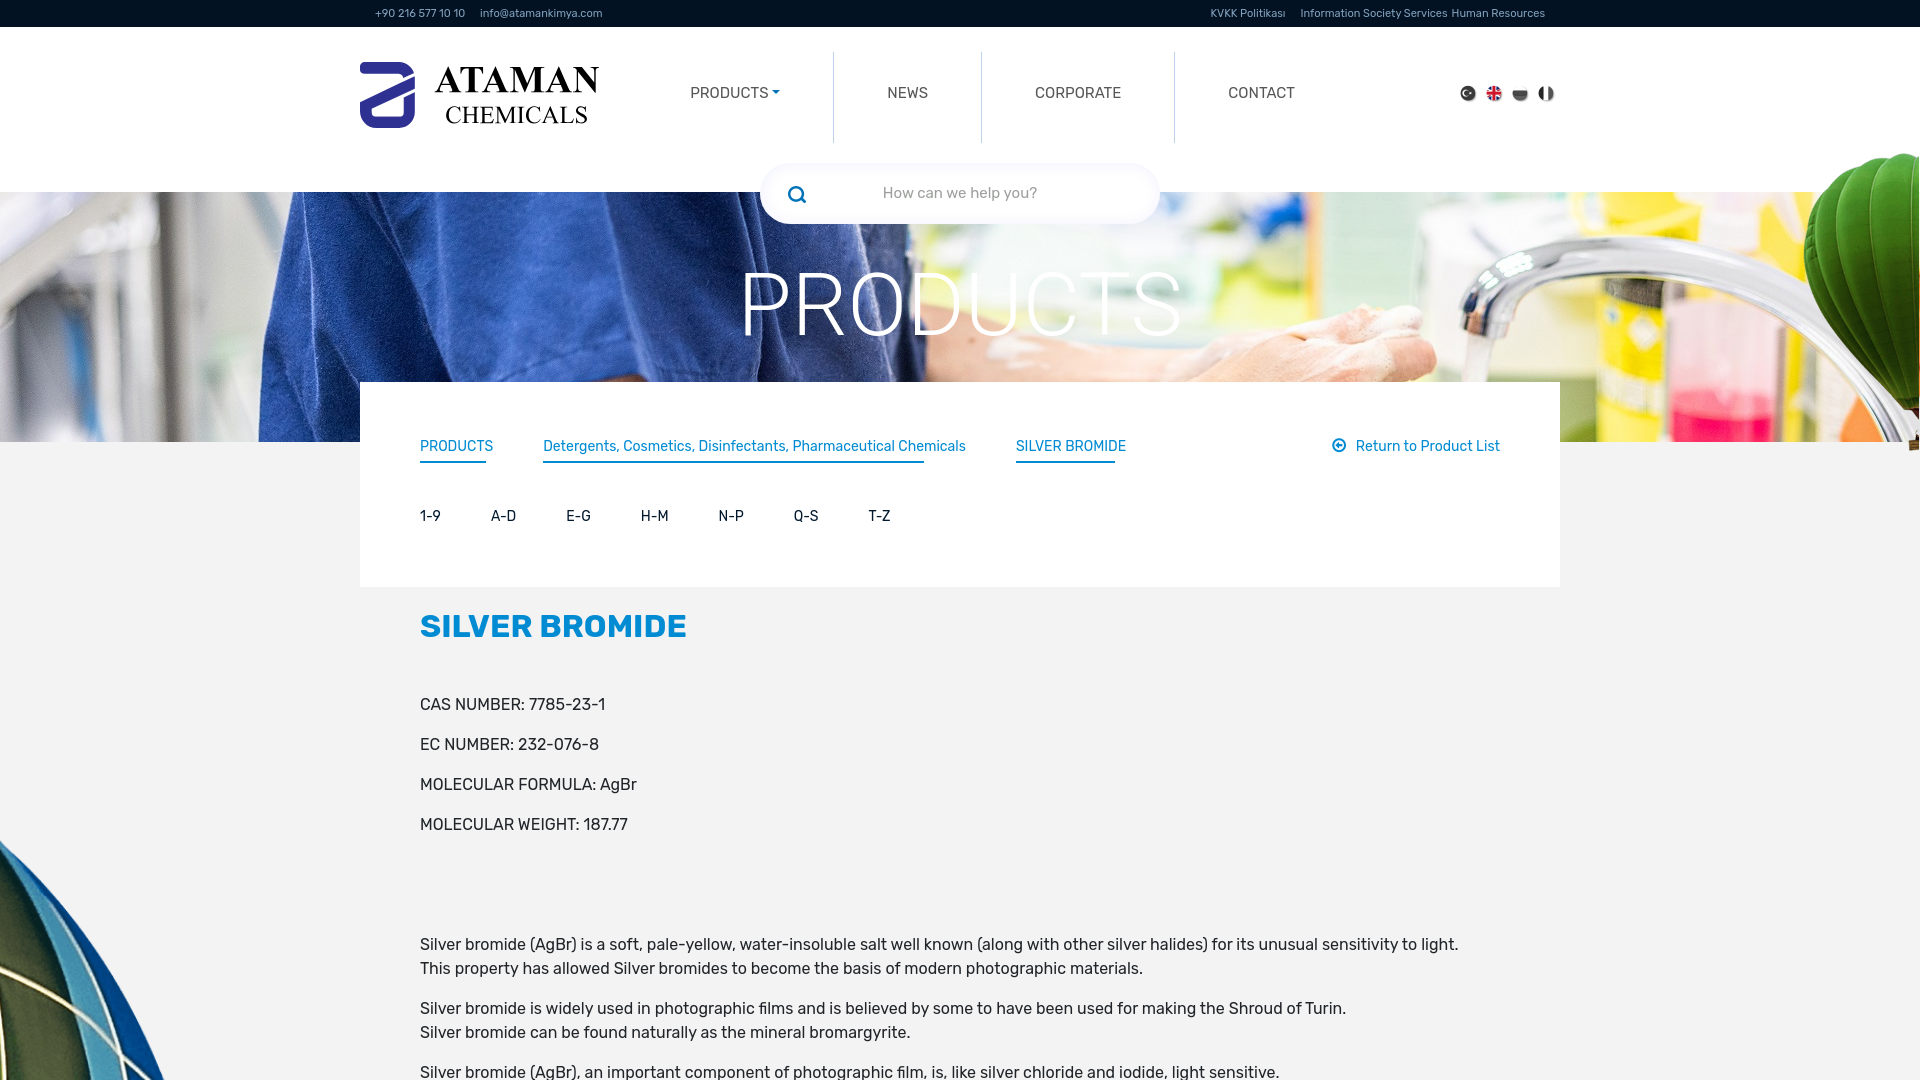 +90 216 577 10 10 info@atamankimya.com KVKK Politikası Information Society Services Human Resources
ATAMAN
CHEMICALS
PRODUCTS NEWS CORPORATE CONTACT
How can we help you?
PRODUCTS
PRODUCTS Detergents, Cosmetics, Disinfectants, Pharmaceutical Chemicals SILVER BROMIDE Return to Product List
1-9 A-D E-G H-M N-P Q-S T-Z
SILVER BROMIDE
CAS NUMBER: 7785-23-1
EC NUMBER: 232-076-8
MOLECULAR FORMULA: AgBr
MOLECULAR WEIGHT: 187.77
Silver bromide (AgBr) is a soft, pale-yellow, water-insoluble salt well known (along with other silver halides) for its unusual sensitivity to light.
This property has allowed Silver bromides to become the basis of modern photographic materials.
Silver bromide is widely used in photographic films and is believed by some to have been used for making the Shroud of Turin.
Silver bromide can be found naturally as the mineral bromargyrite.
Silver bromide (AgBr), an important component of photographic film, is, like silver chloride and iodide, light sensitive.